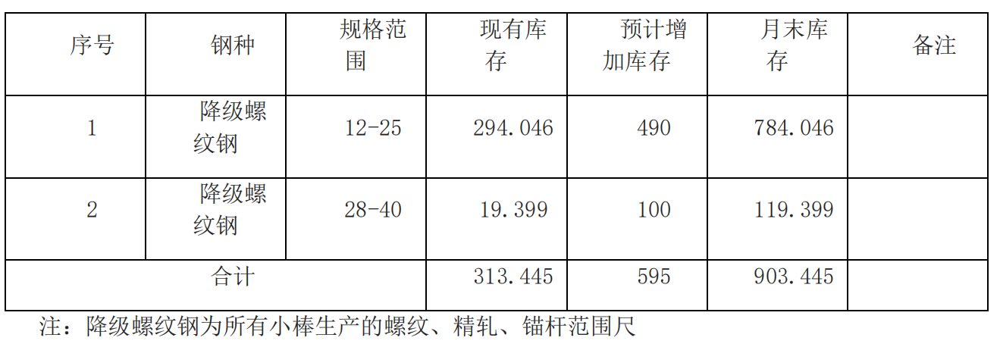 序号 钢种 规格范围 现有库存 预计增加库存 月末库存 备注
1 降级螺纹钢 12-25 294.046 490 784.046
2 降级螺纹钢 28-40 19.399 100 119.399
合计 313.445 595 903.445
注：降级螺纹钢为所有小棒生产的螺纹、精轧、锚杆范围尺